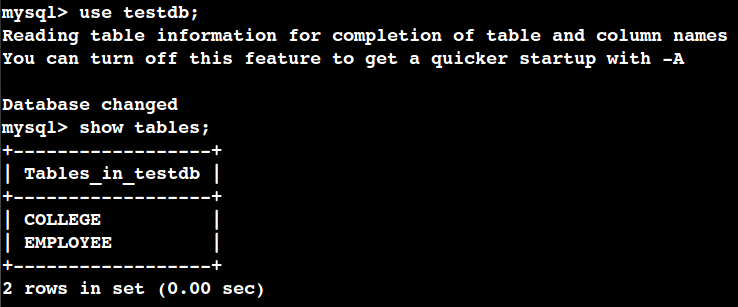 mysql> use testdb;
Reading table information for completion of table and column names
You can turn off this feature to get a quicker startup with -A
Database changed
mysql> show tables;
+------------------+
| Tables_in_testdb |
+------------------+
| COLLEGE          |
| EMPLOYEE         |
+------------------+
2 rows in set (0.00 sec)